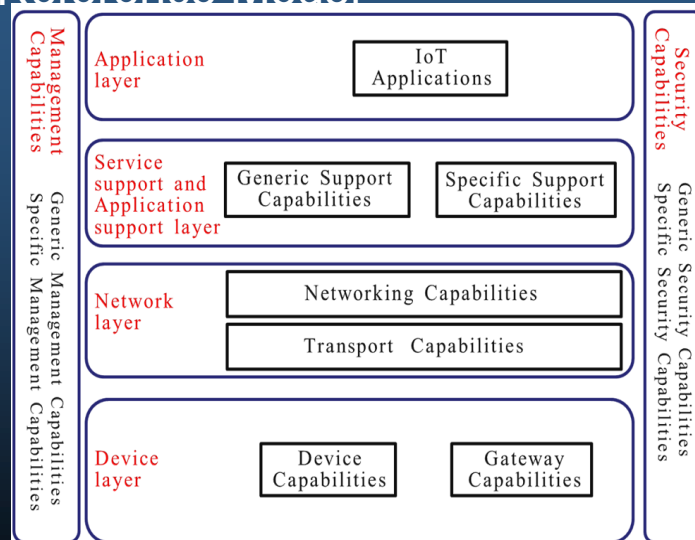 Management
Capabilities
Generic Management Capabilities
Specific Management Capabilities
Application
layer
IoT
Applications
Service
support and
Application
support layer
Generic Support
Capabilities
Specific Support
Capabilities
Network
layer
Networking Capabilities
Transport Capabilities
Device
layer
Device
Capabilities
Gateway
Capabilities
Security
Capabilities
Generic Security Capabilities
Specific Security Capabilities